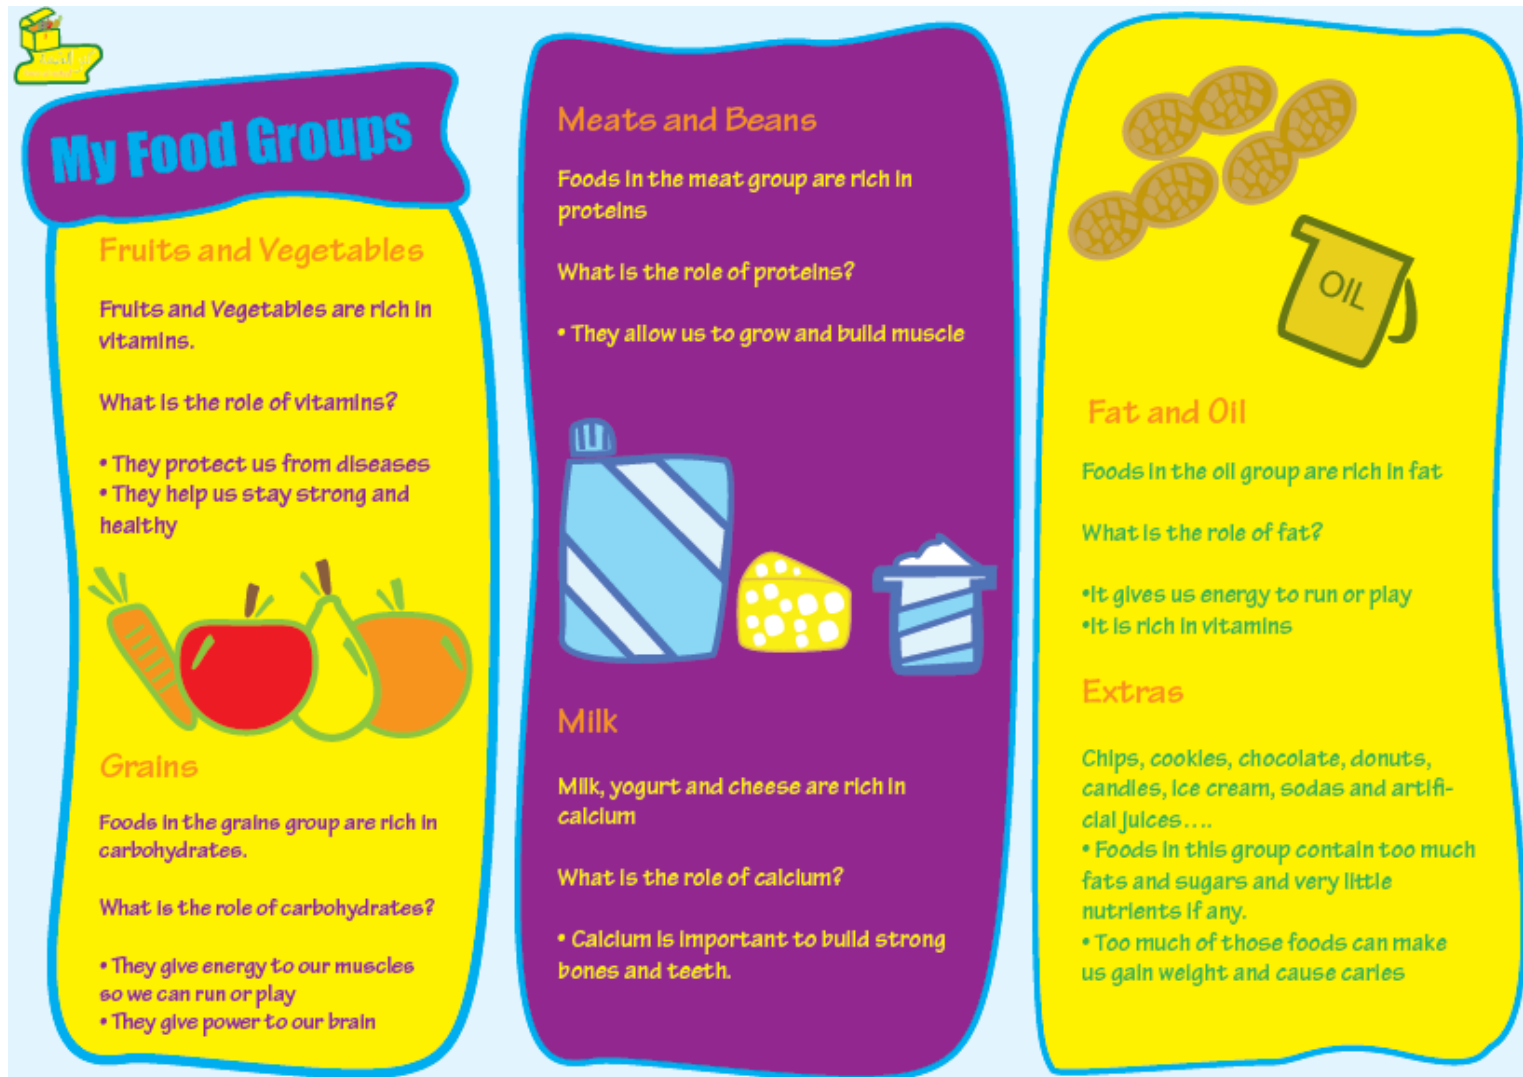 My Food Groups
Fruits and Vegetables
Fruits and Vegetables are rich in
vitamins.
What is the role of vitamins?
• They protect us from diseases
• They help us stay strong and
healthy
Grains
Foods in the grains group are rich in
carbohydrates.
What is the role of carbohydrates?
• They give energy to our muscles
so we can run or play
• They give power to our brain
Meats and Beans
Foods in the meat group are rich in
proteins
What is the role of proteins?
• They allow us to grow and build muscle
Milk
Milk, yogurt and cheese are rich in
calcium
What is the role of calcium?
• Calcium is important to build strong
bones and teeth.
OIL
Fat and Oil
Foods in the oil group are rich in fat
What is the role of fat?
•It gives us energy to run or play
•It is rich in vitamins
Extras
Chips, cookies, chocolate, donuts,
candies, ice cream, sodas and artifi-
cial juices....
• Foods in this group contain too much
fats and sugars and very little
nutrients if any.
• Too much of those foods can make
us gain weight and cause caries